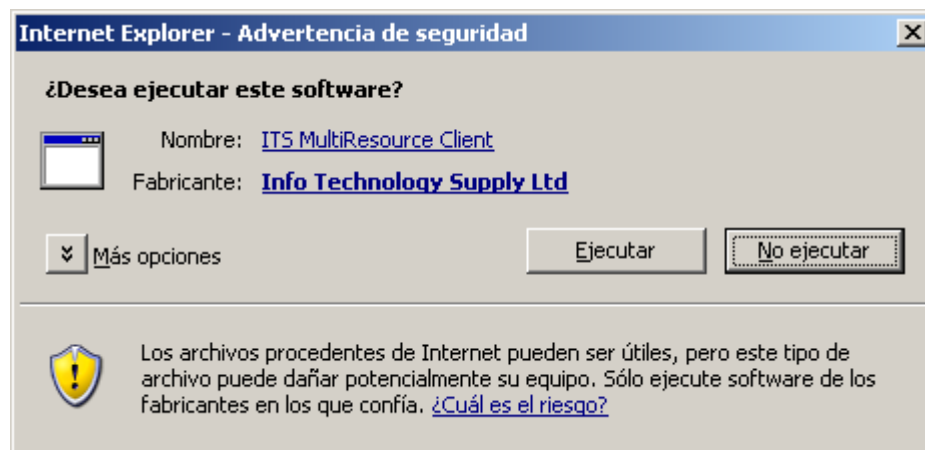 Internet Explorer - Advertencia de seguridad
¿Desea ejecutar este software?
Nombre: ITS MultiResource Client
Fabricante: Info Technology Supply Ltd
Más opciones
Ejecutar
No ejecutar
Los archivos procedentes de Internet pueden ser útiles, pero este tipo de
archivo puede dañar potencialmente su equipo. Sólo ejecute software de los
fabricantes en los que confía. ¿Cuál es el riesgo?